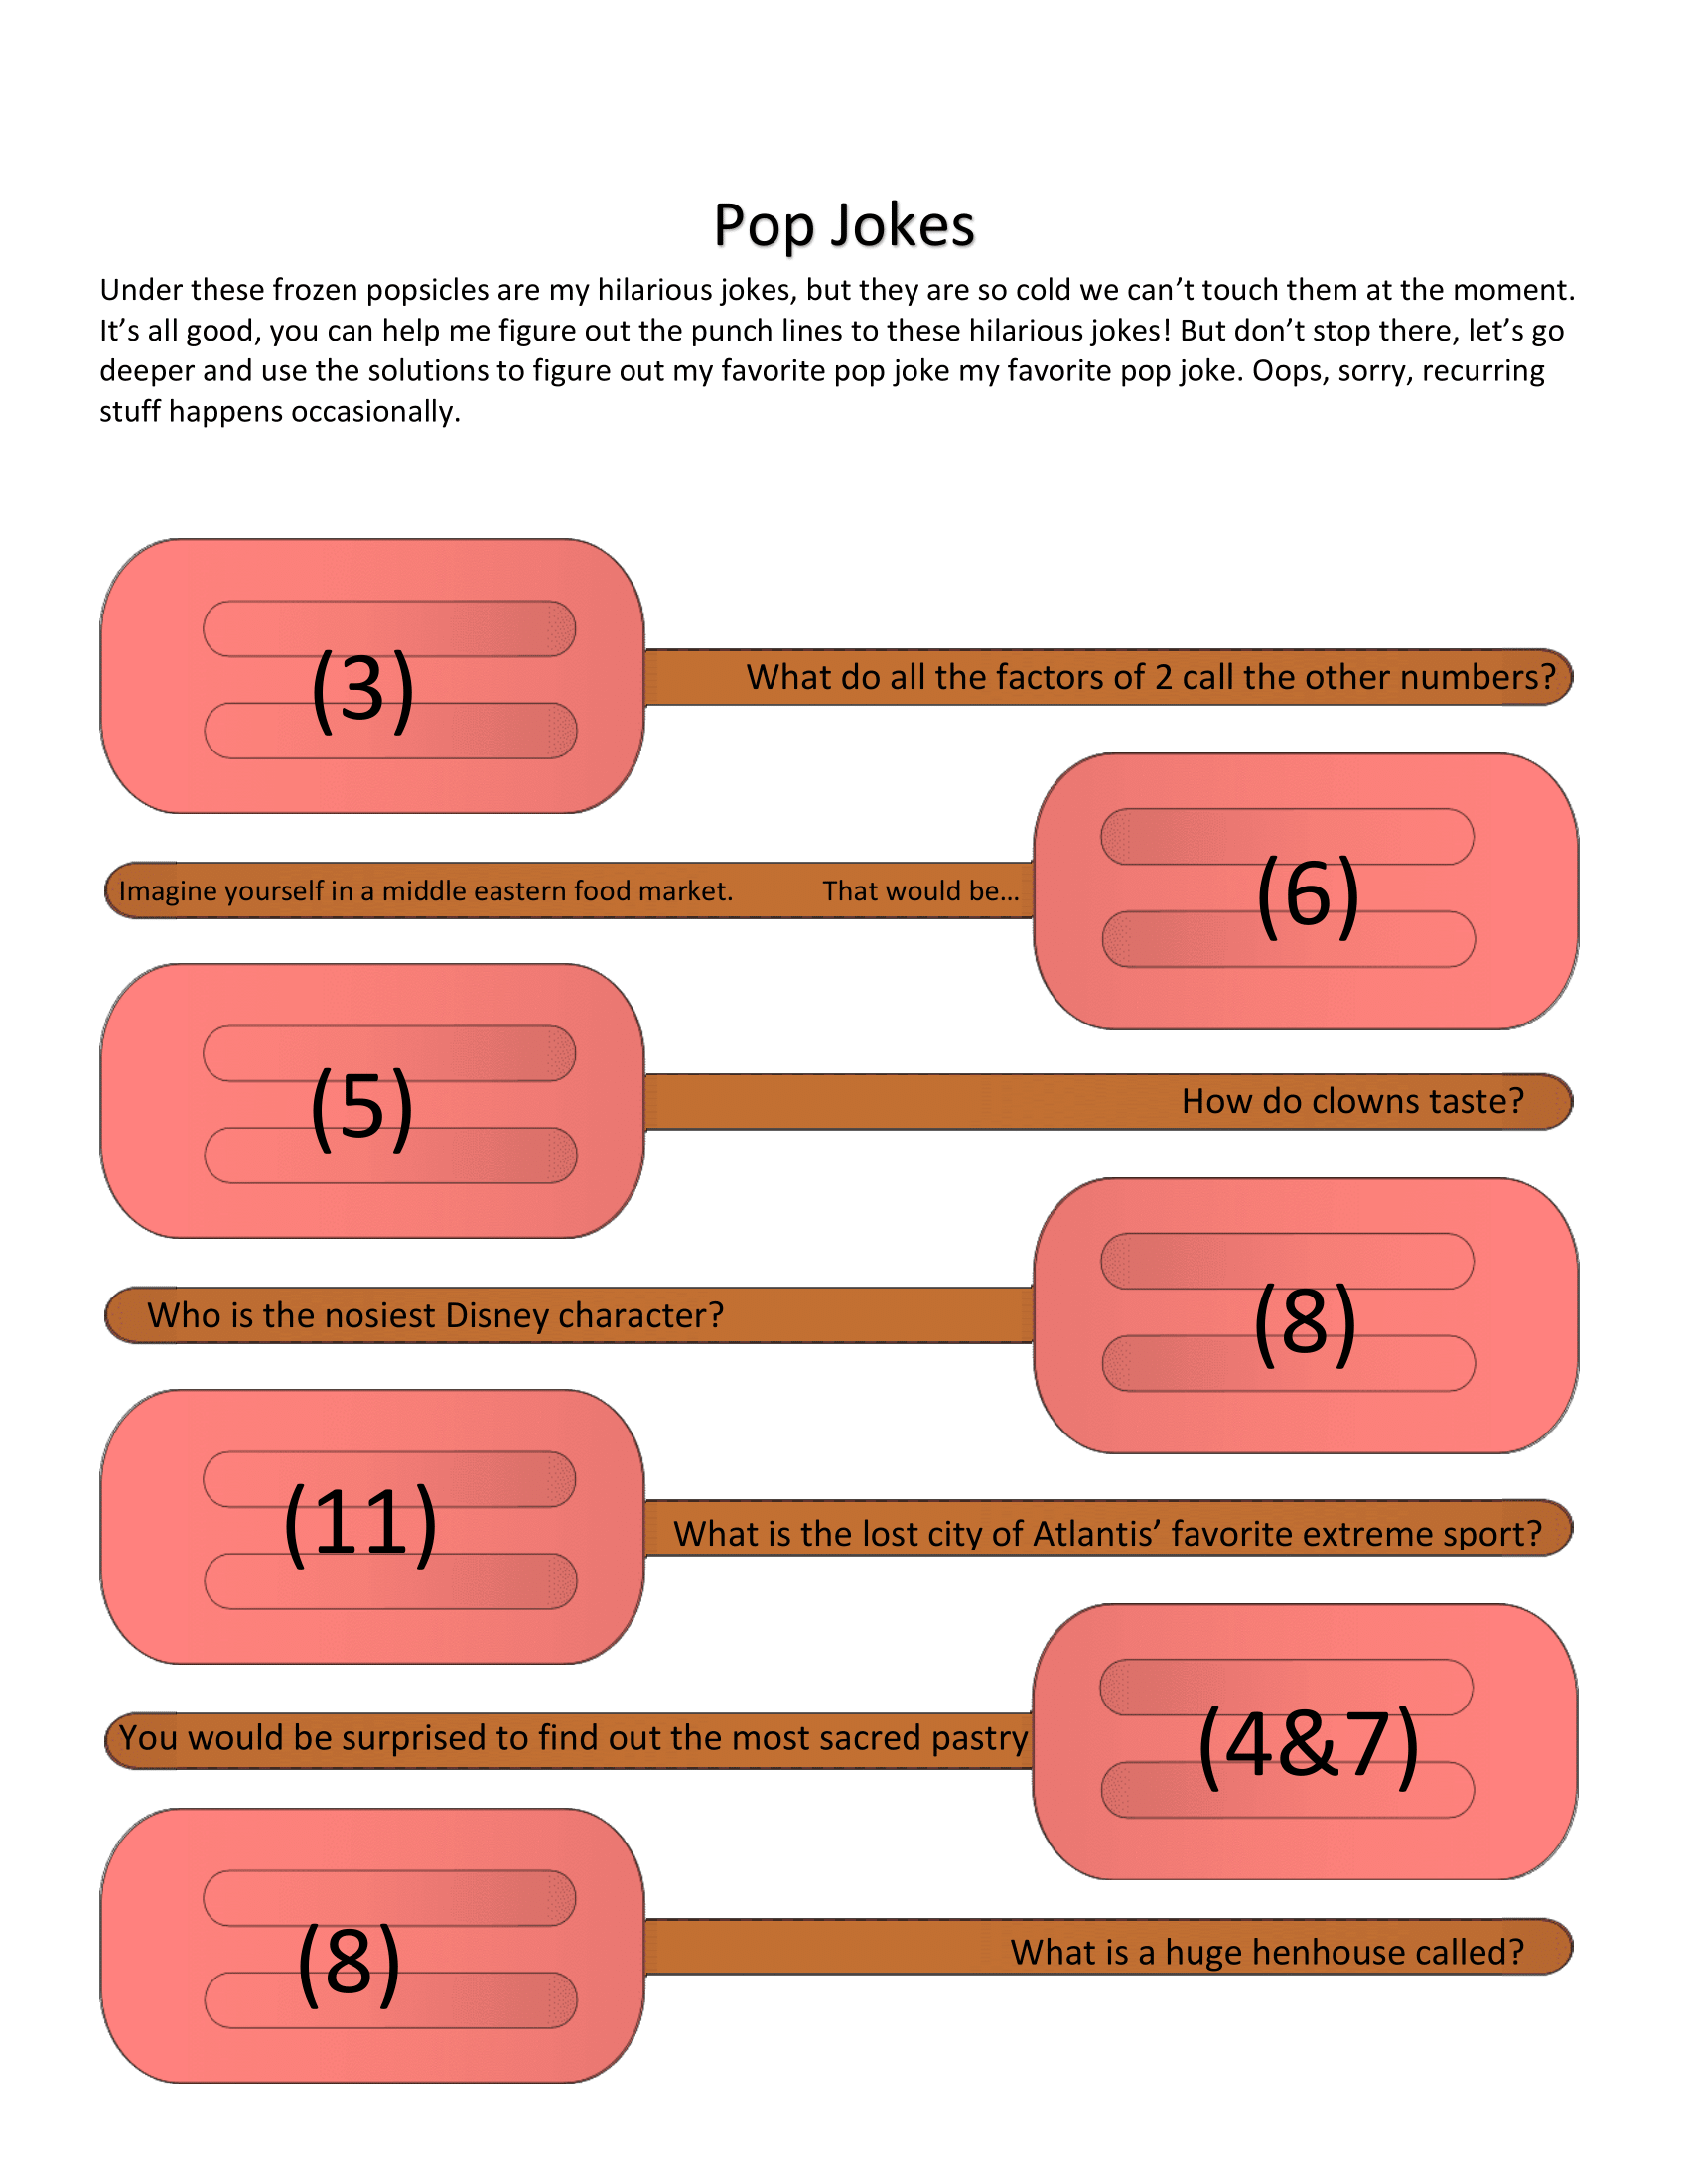 Pop Jokes
Under these frozen popsicles are my hilarious jokes, but they are so cold we can’t touch them at the moment.
It’s all good, you can help me figure out the punch lines to these hilarious jokes! But don’t stop there, let’s go
deeper and use the solutions to figure out my favorite pop joke my favorite pop joke. Oops, sorry, recurring
stuff happens occasionally.
(3)
What do all the factors of 2 call the other numbers?
Imagine yourself in a middle eastern food market. That would be...
(6)
(5)
How do clowns taste?
Who is the nosiest Disney character?
(8)
(11)
What is the lost city of Atlantis’ favorite extreme sport?
You would be surprised to find out the most sacred pastry
(4&7)
(8)
What is a huge henhouse called?